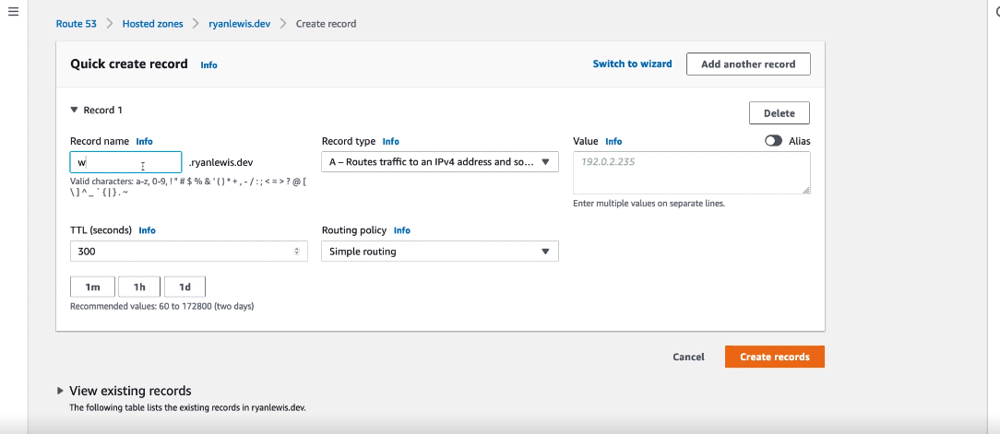 Route 53 > Hosted zones > ryanlewis.dev > Create record
Quick create record Info
Switch to wizard
Add another record
▼ Record 1
Delete
Record name Info
w
.ryanlewis.dev
Valid characters: a-z, 0-9, ! " # $ % & ' ( ) * + , - / : ; < = > ? @ [
\ ] ^ _ ` { | } . ~
Record type Info
A – Routes traffic to an IPv4 address and so...
Value Info
Alias
192.0.2.235
Enter multiple values on separate lines.
TTL (seconds) Info
300
Routing policy Info
Simple routing
1m
1h
1d
Recommended values: 60 to 172800 (two days)
Cancel
Create records
View existing records
The following table lists the existing records in ryanlewis.dev.